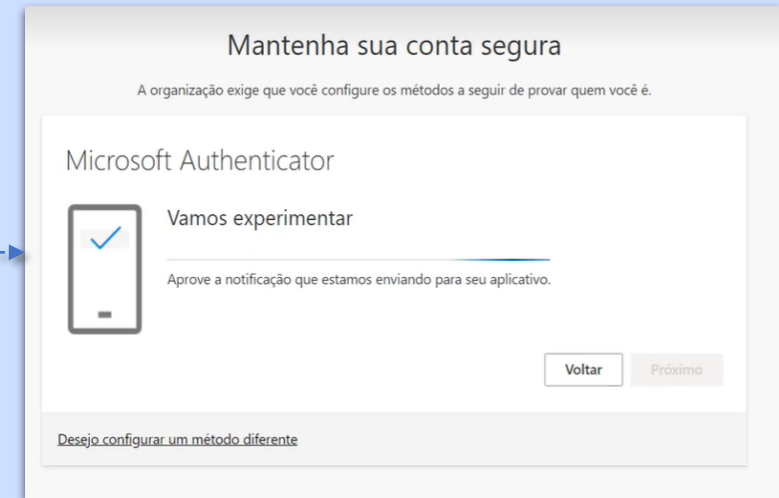 Mantenha sua conta segura
A organização exige que você configure os métodos a seguir de provar quem você é.
Microsoft Authenticator
Vamos experimentar
Aprove a notificação que estamos enviando para seu aplicativo.
Voltar
Próximo
Desejo configurar um método diferente